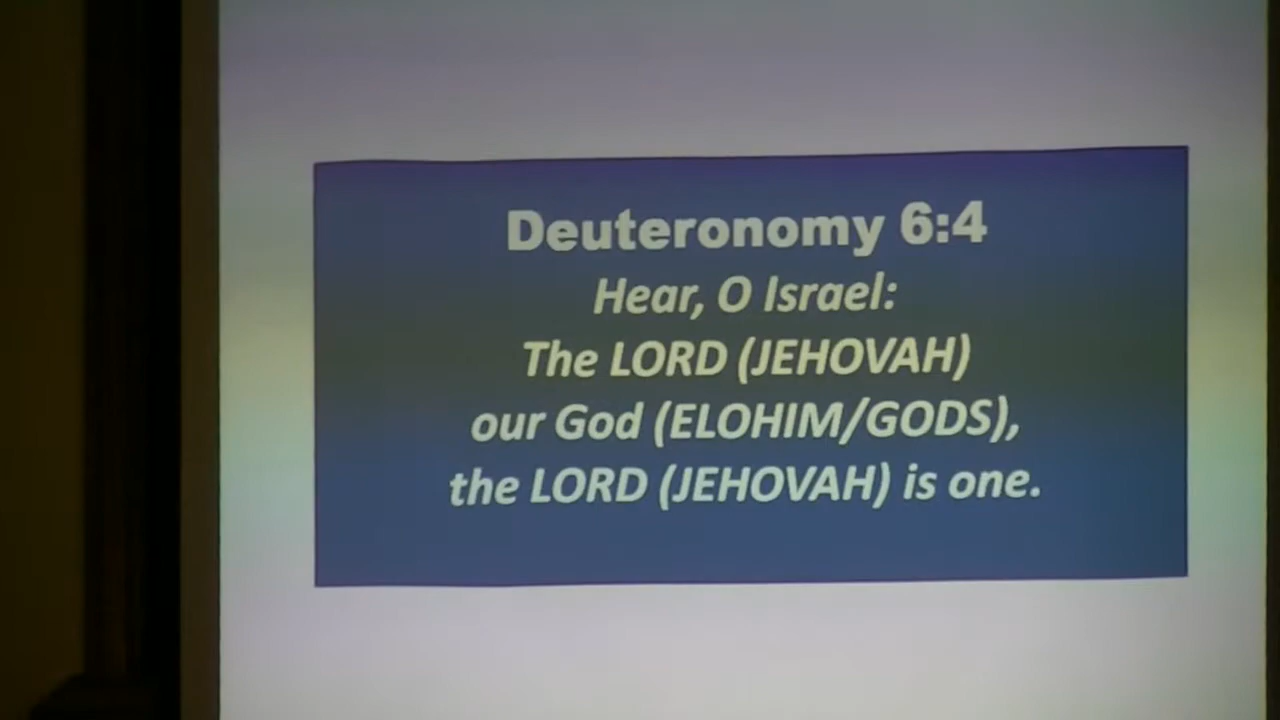 Deuteronomy 6:4
Hear, O Israel:
The LORD (JEHOVAH)
our God (ELOHIM/GODS),
the LORD (JEHOVAH) is one.